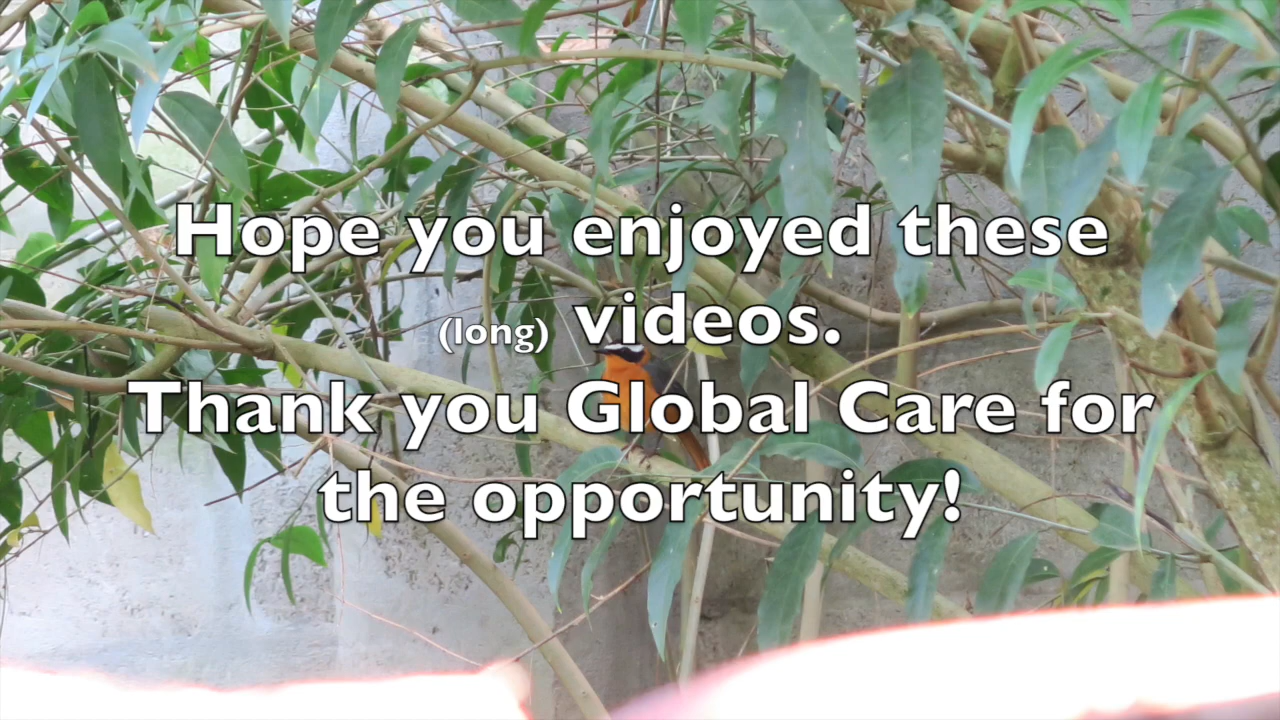 Hope you enjoyed these
(long) videos.
Thank you Global Care for
the opportunity!